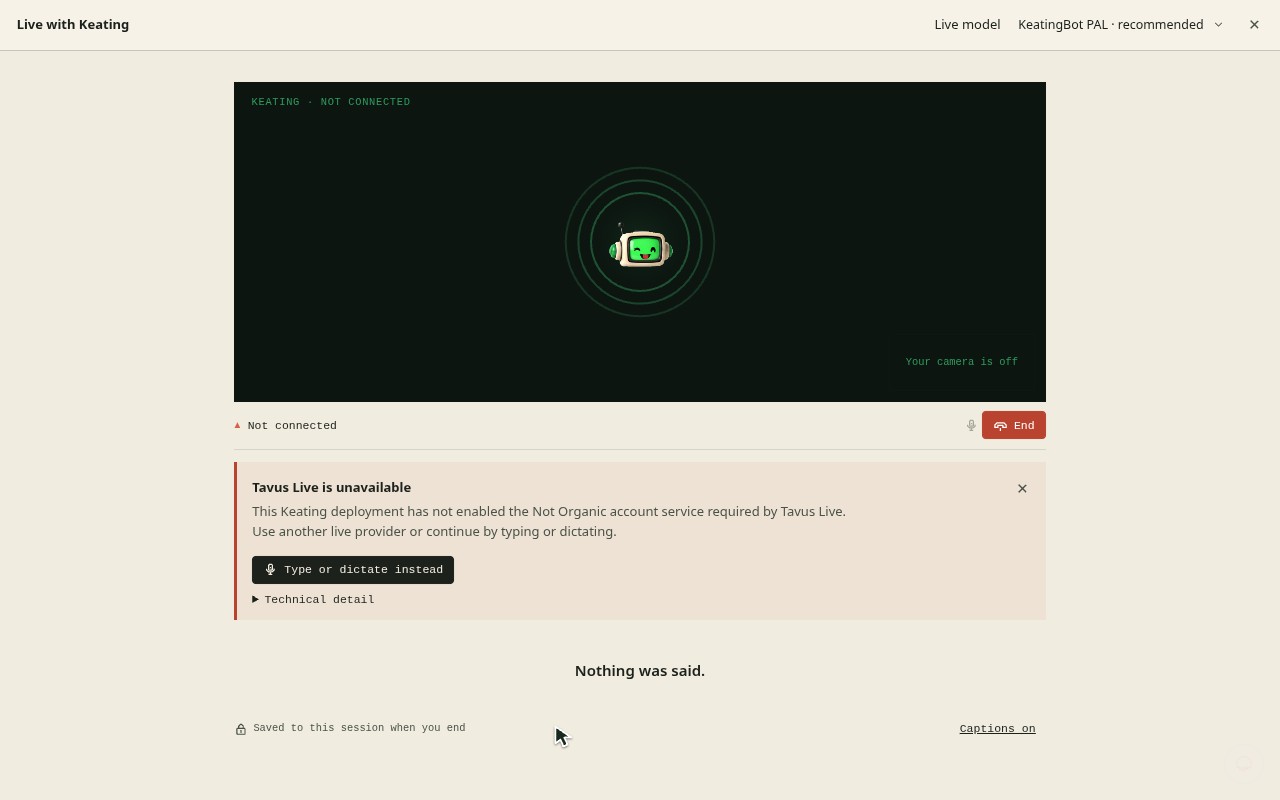 Live with Keating
Live model
KeatingBot PAL · recommended
KEATING · NOT CONNECTED
Your camera is off
Not connected
End
Tavus Live is unavailable
This Keating deployment has not enabled the Not Organic account service required by Tavus Live.
Use another live provider or continue by typing or dictating.
Type or dictate instead
Technical detail
Nothing was said.
Saved to this session when you end
Captions on